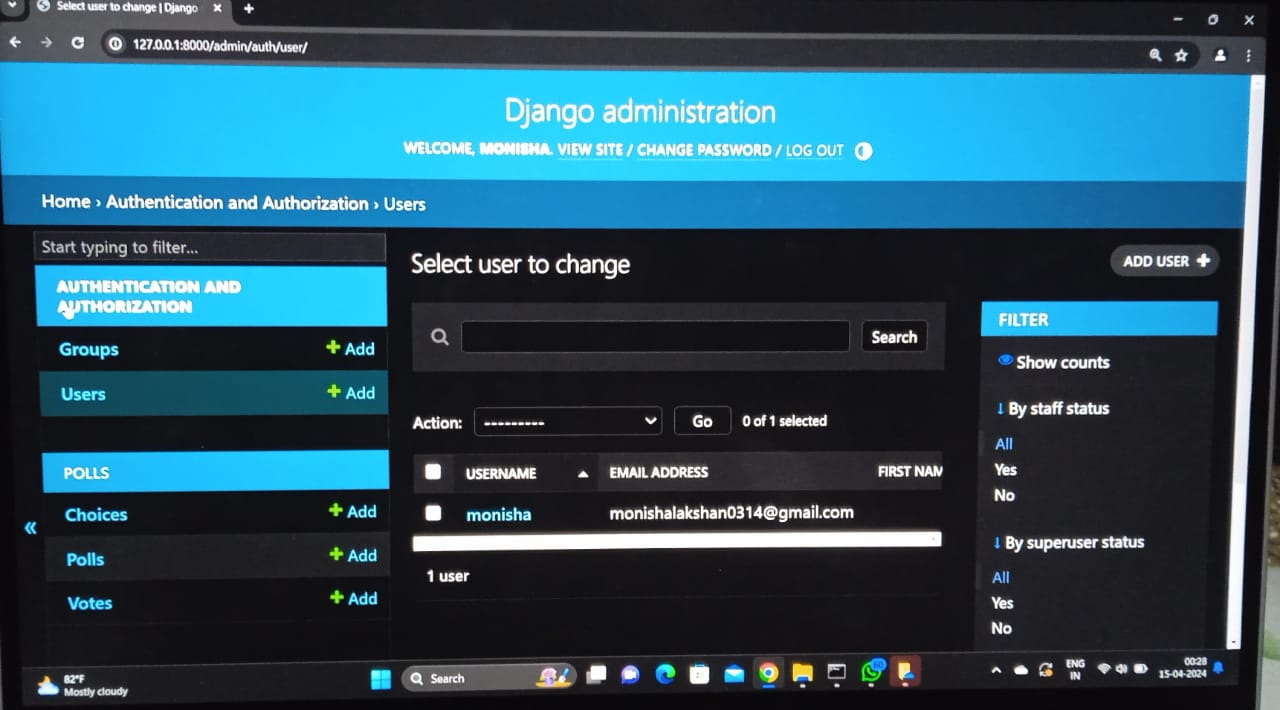 Select user to change | Django
127.0.0.1:8000/admin/auth/user/
Django administration
WELCOME, MONISHA. VIEW SITE / CHANGE PASSWORD / LOG OUT
Home › Authentication and Authorization › Users
Start typing to filter...
AUTHENTICATION AND
AUTHORIZATION
Groups
+ Add
Users
+ Add
POLLS
Choices
+ Add
Polls
+ Add
Votes
+ Add
«
Select user to change
ADD USER +
Search
Action:
---------
Go
0 of 1 selected
USERNAME
EMAIL ADDRESS
FIRST NAM
monisha
monishalakshan0314@gmail.com
1 user
FILTER
Show counts
↓ By staff status
All
Yes
No
↓ By superuser status
All
Yes
No
82°F
Mostly cloudy
Search
60
ENG
IN
00:28
15-04-2024